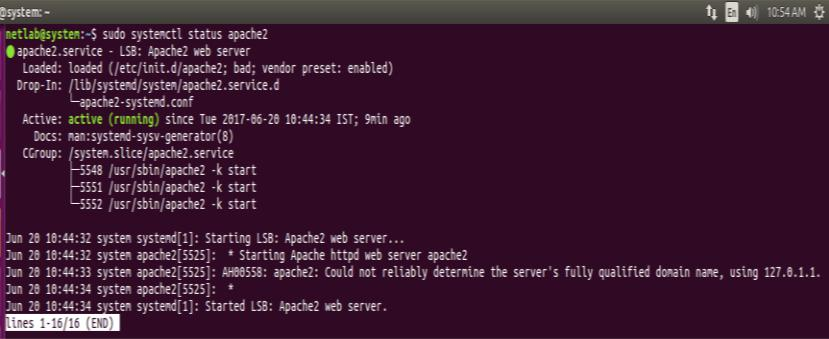 @system: ~
En 10:54 AM
netlab@system:~$ sudo systemctl status apache2
apache2.service - LSB: Apache2 web server
Loaded: loaded (/etc/init.d/apache2; bad; vendor preset: enabled)
Drop-In: /lib/systemd/system/apache2.service.d
└─apache2-systemd.conf
Active: active (running) since Tue 2017-06-20 10:44:34 IST; 9min ago
Docs: man:systemd-sysv-generator(8)
CGroup: /system.slice/apache2.service
├─5548 /usr/sbin/apache2 -k start
├─5551 /usr/sbin/apache2 -k start
└─5552 /usr/sbin/apache2 -k start
Jun 20 10:44:32 system systemd[1]: Starting LSB: Apache2 web server...
Jun 20 10:44:32 system apache2[5525]:  * Starting Apache httpd web server apache2
Jun 20 10:44:33 system apache2[5525]: AH00558: apache2: Could not reliably determine the server's fully qualified domain name, using 127.0.1.1.
Jun 20 10:44:34 system apache2[5525]:  *
Jun 20 10:44:34 system systemd[1]: Started LSB: Apache2 web server.
lines 1-16/16 (END)